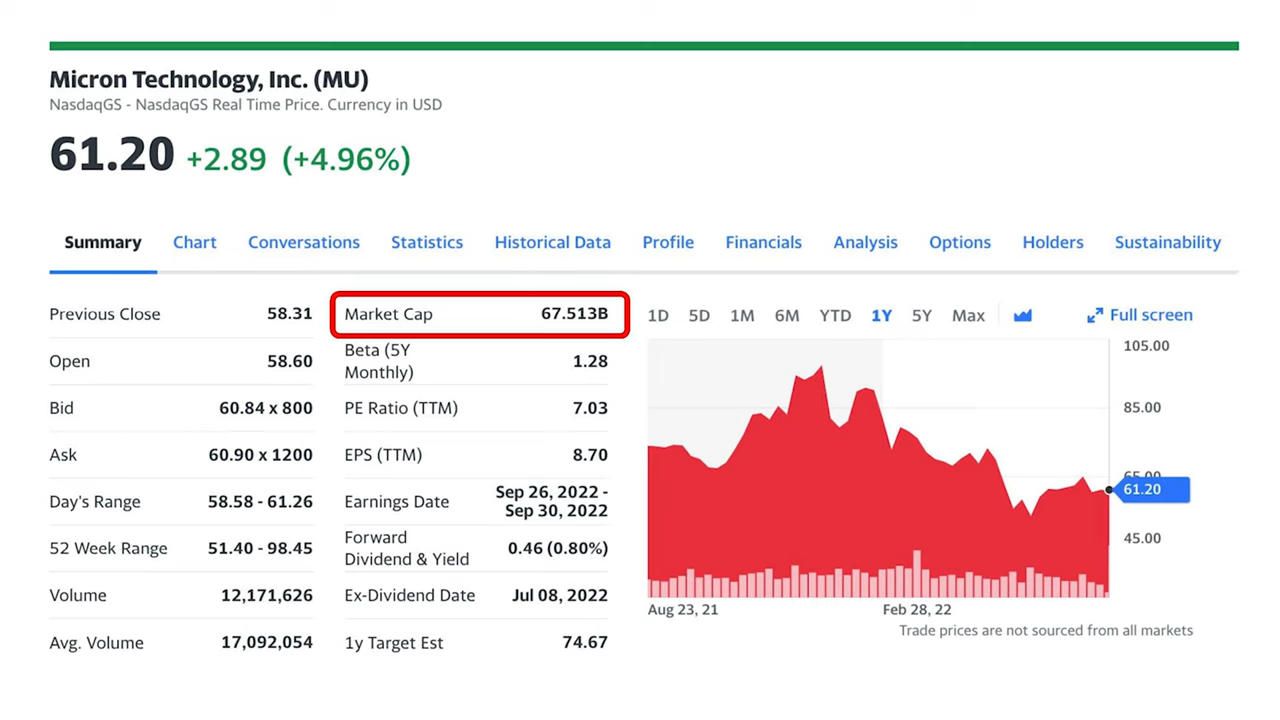 Micron Technology, Inc. (MU)
NasdaqGS - NasdaqGS Real Time Price. Currency in USD
61.20 +2.89 (+4.96%)
Summary Chart Conversations Statistics Historical Data Profile Financials Analysis Options Holders Sustainability
Previous Close 58.31
Open 58.60
Bid 60.84 x 800
Ask 60.90 x 1200
Day's Range 58.58 - 61.26
52 Week Range 51.40 - 98.45
Volume 12,171,626
Avg. Volume 17,092,054
Market Cap 67.513B
Beta (5Y
Monthly) 1.28
PE Ratio (TTM) 7.03
EPS (TTM) 8.70
Earnings Date Sep 26, 2022 -
Sep 30, 2022
Forward
Dividend & Yield 0.46 (0.80%)
Ex-Dividend Date Jul 08, 2022
1y Target Est 74.67
1D 5D 1M 6M YTD 1Y 5Y Max Full screen
105.00
85.00
65.00
61.20
45.00
Aug 23, 21 Feb 28, 22
Trade prices are not sourced from all markets